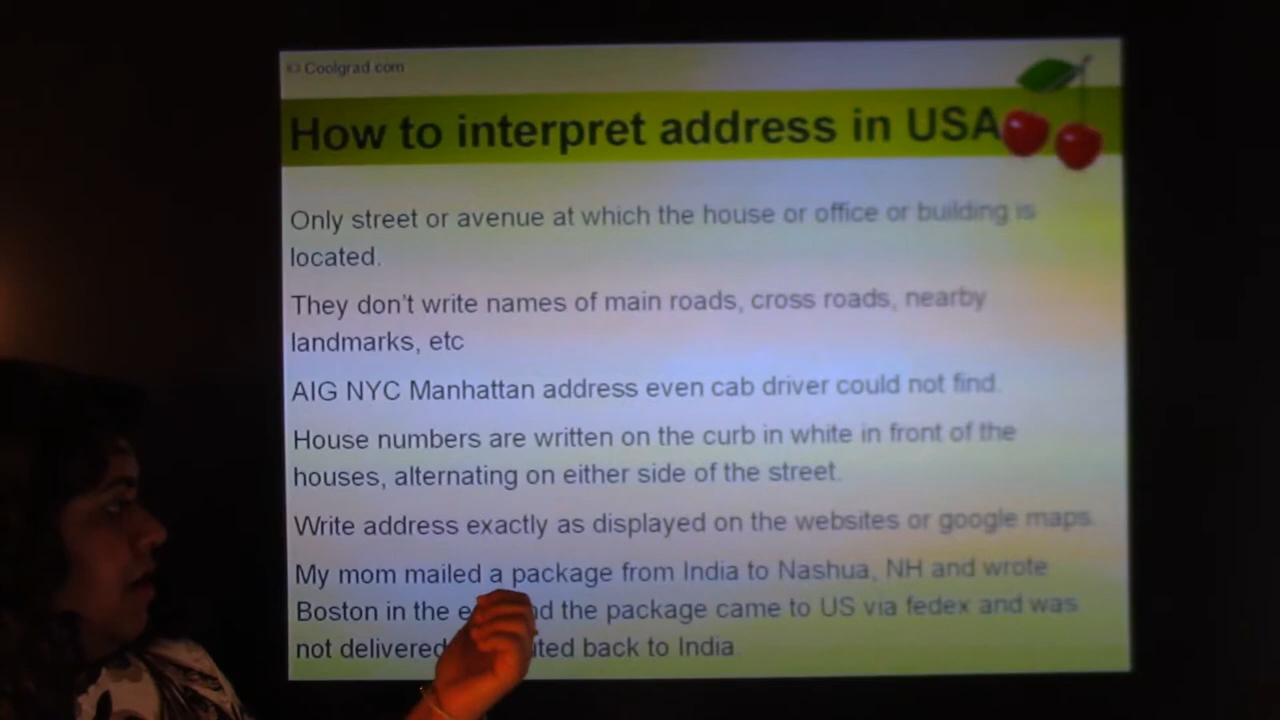 © Coolgrad.com
How to interpret address in USA
Only street or avenue at which the house or office or building is
located.
They don't write names of main roads, cross roads, nearby
landmarks, etc
AIG NYC Manhattan address even cab driver could not find.
House numbers are written on the curb in white in front of the
houses, alternating on either side of the street.
Write address exactly as displayed on the websites or google maps.
My mom mailed a package from India to Nashua, NH and wrote
Boston in the the package came to US via fedex and was
not delivered back to India